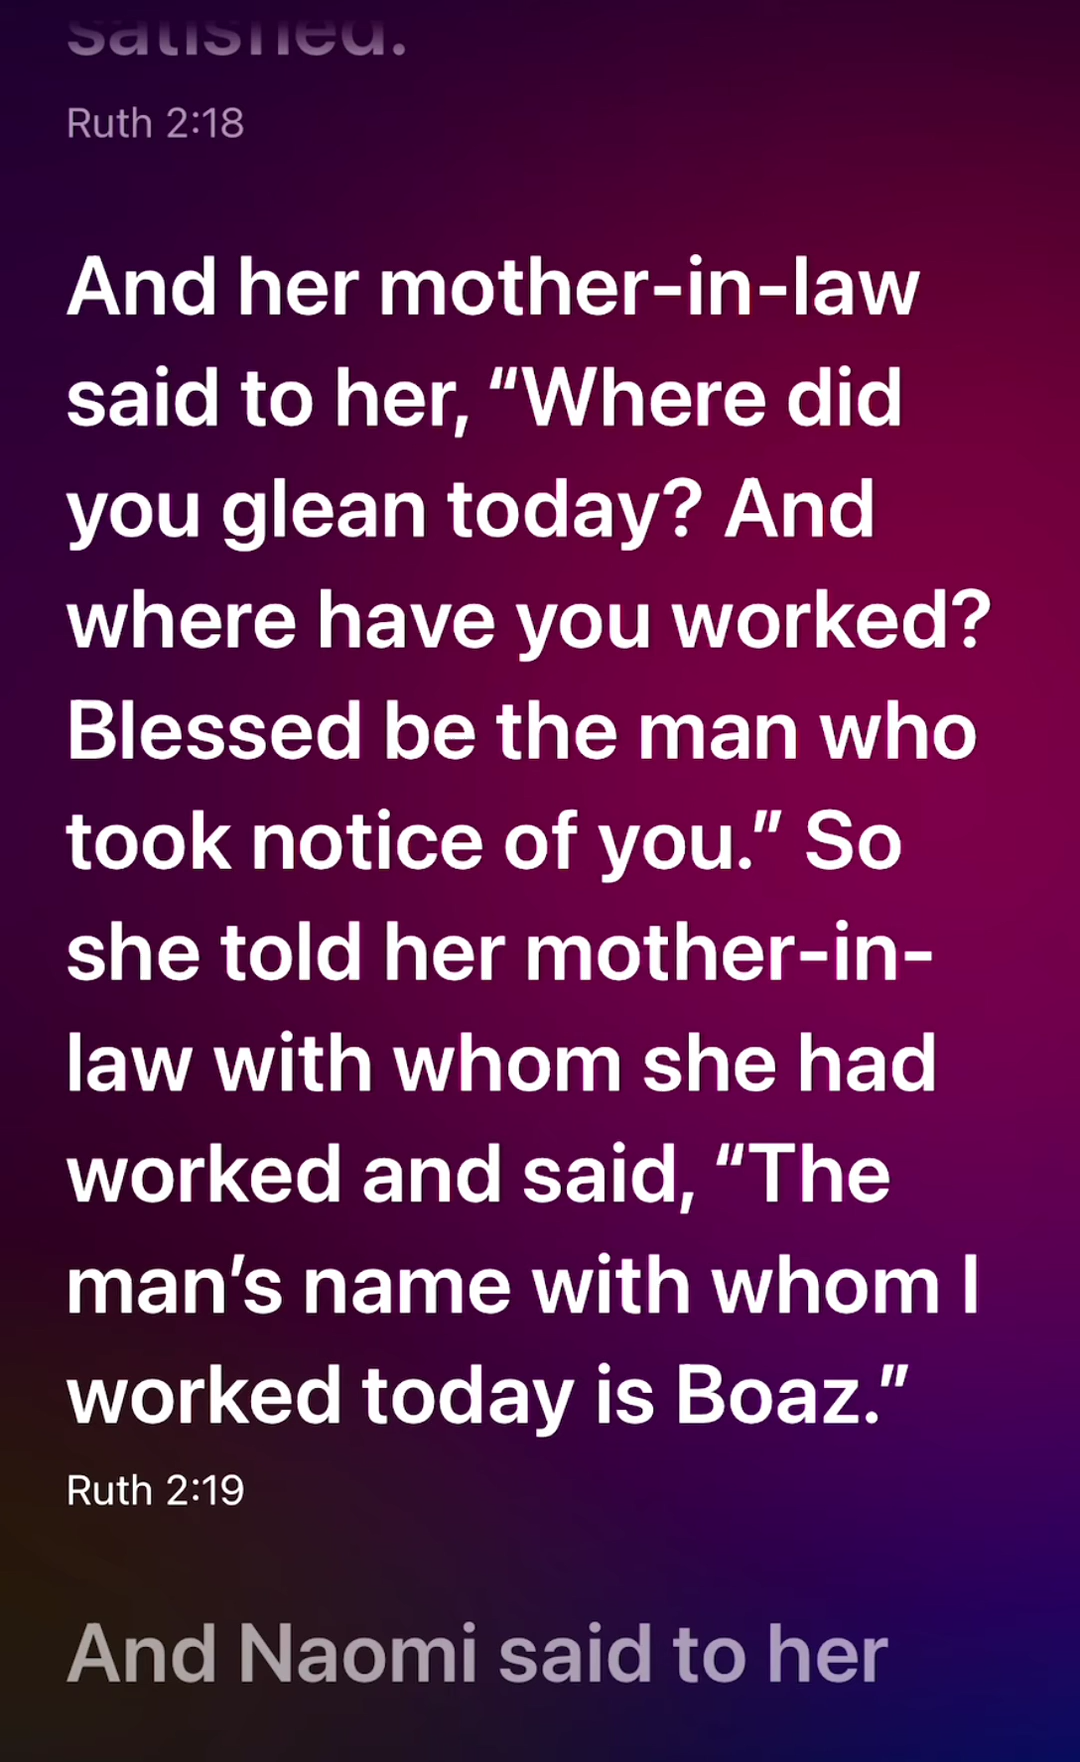 satisfied.
Ruth 2:18
And her mother-in-law
said to her, “Where did
you glean today? And
where have you worked?
Blessed be the man who
took notice of you.” So
she told her mother-in-
law with whom she had
worked and said, “The
man’s name with whom I
worked today is Boaz.”
Ruth 2:19
And Naomi said to her